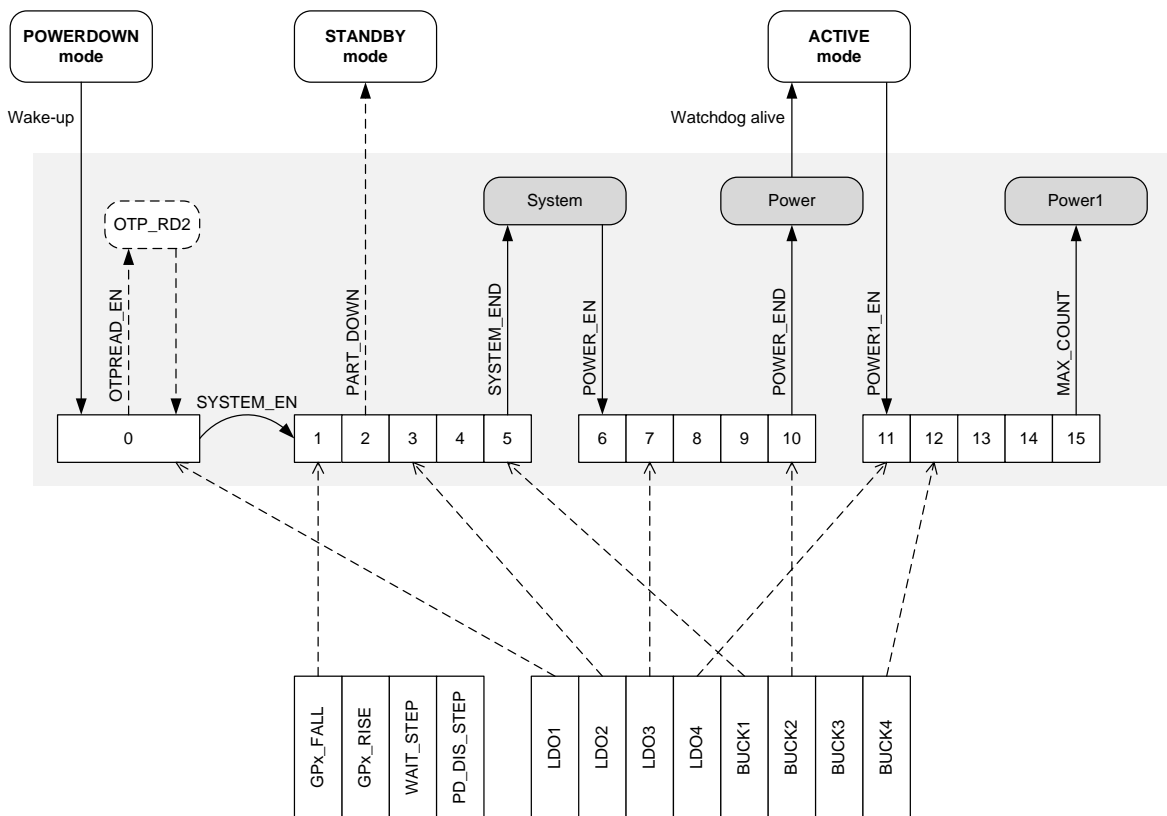 POWERDOWN
mode
STANDBY
mode
ACTIVE
mode
Wake-up
Watchdog alive
System
Power
Power1
OTP_RD2
OTPREAD_EN
PART_DOWN
SYSTEM_END
POWER_EN
POWER_END
POWER1_EN
MAX_COUNT
SYSTEM_EN
0
1
2
3
4
5
6
7
8
9
10
11
12
13
14
15
GPx_FALL
GPx_RISE
WAIT_STEP
PD_DIS_STEP
LDO1
LDO2
LDO3
LDO4
BUCK1
BUCK2
BUCK3
BUCK4